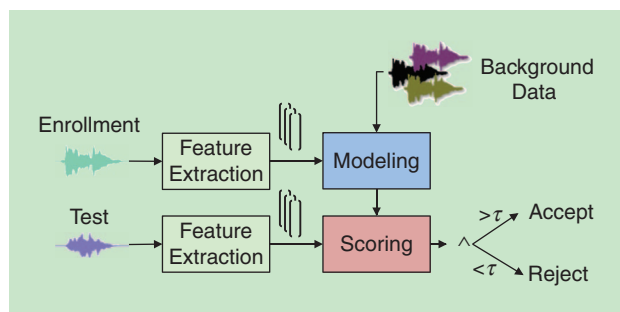 Background
Data
Enrollment
Feature
Extraction
Modeling
Test
Feature
Extraction
Scoring
^
>τ
Accept
<τ
Reject